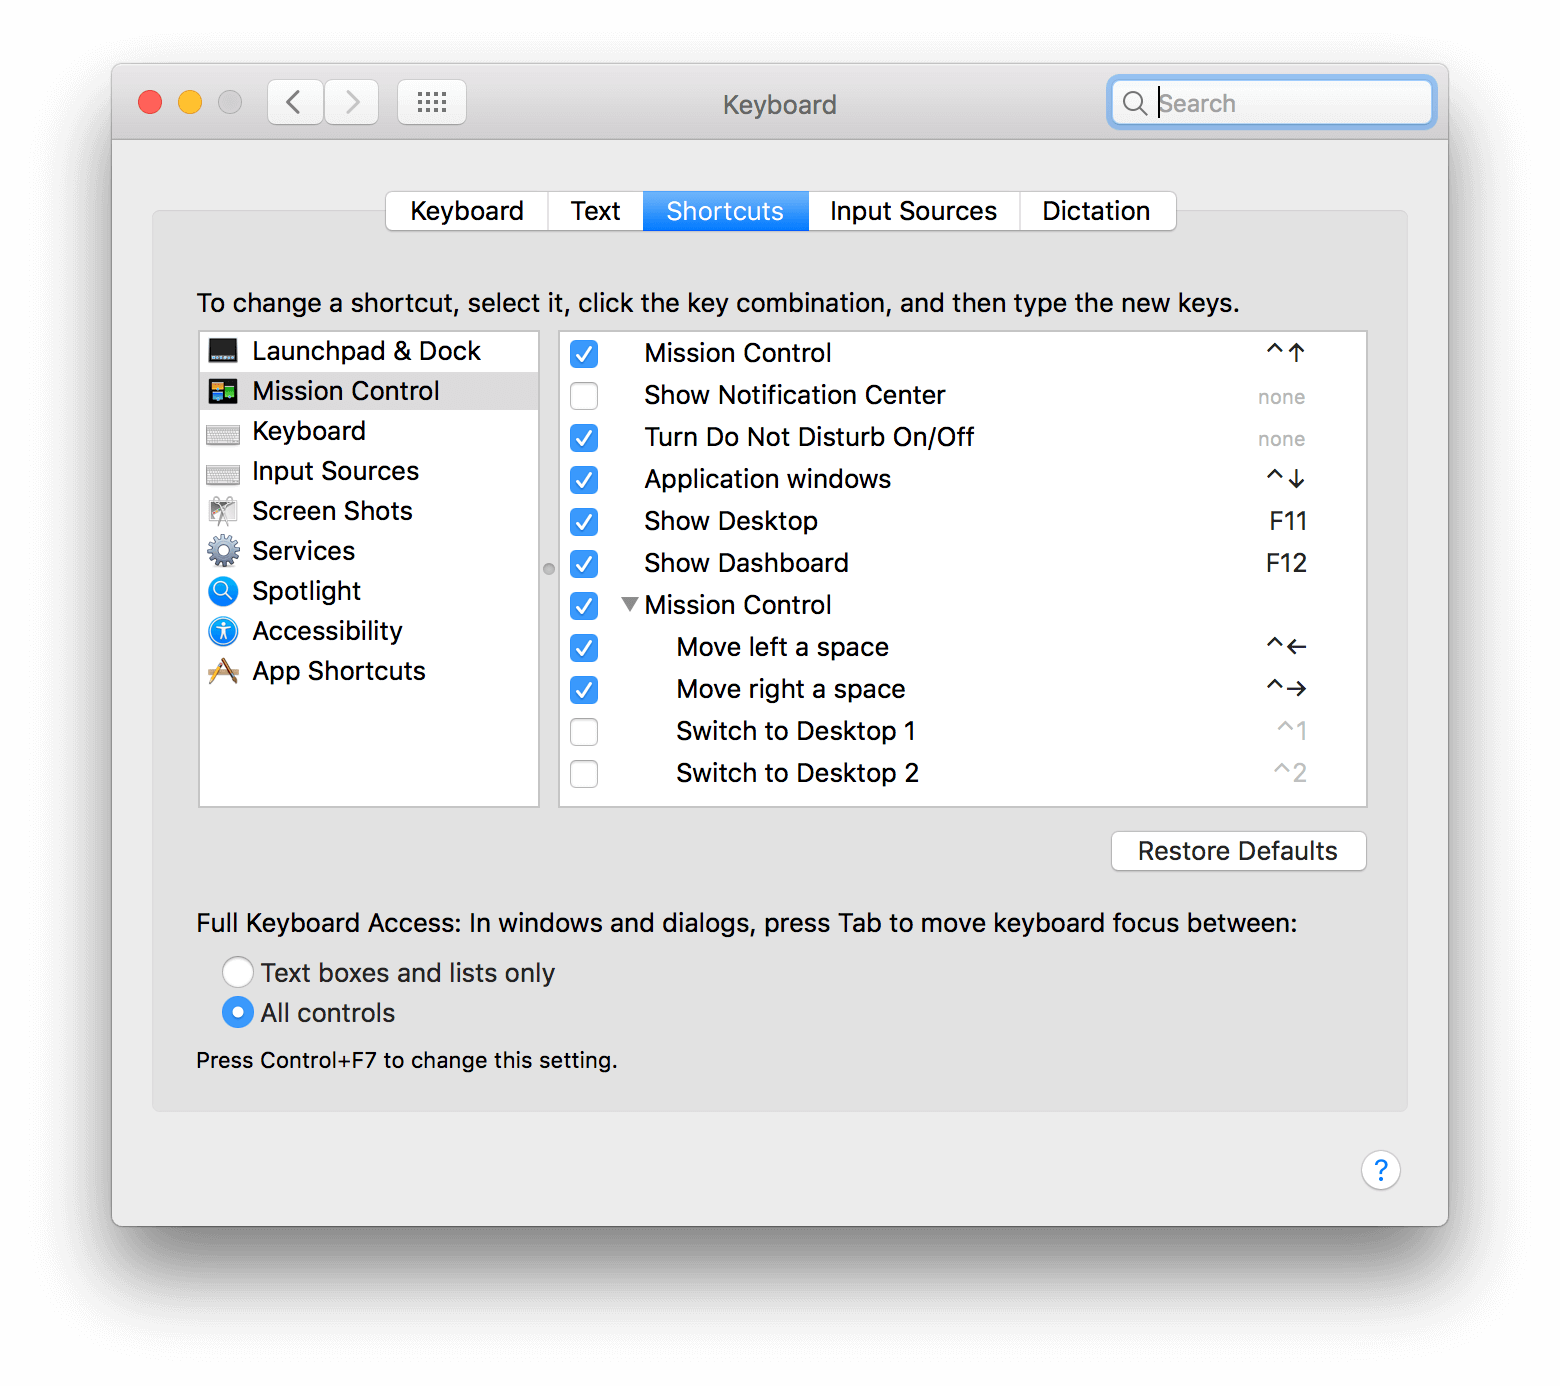 Keyboard
Search
Keyboard
Text
Shortcuts
Input Sources
Dictation
To change a shortcut, select it, click the key combination, and then type the new keys.
Launchpad & Dock
Mission Control
Keyboard
Input Sources
Screen Shots
Services
Spotlight
Accessibility
App Shortcuts
Mission Control ^↑
Show Notification Center none
Turn Do Not Disturb On/Off none
Application windows ^↓
Show Desktop F11
Show Dashboard F12
Mission Control
Move left a space ^←
Move right a space ^→
Switch to Desktop 1 ^1
Switch to Desktop 2 ^2
Restore Defaults
Full Keyboard Access: In windows and dialogs, press Tab to move keyboard focus between:
Text boxes and lists only
All controls
Press Control+F7 to change this setting.
?